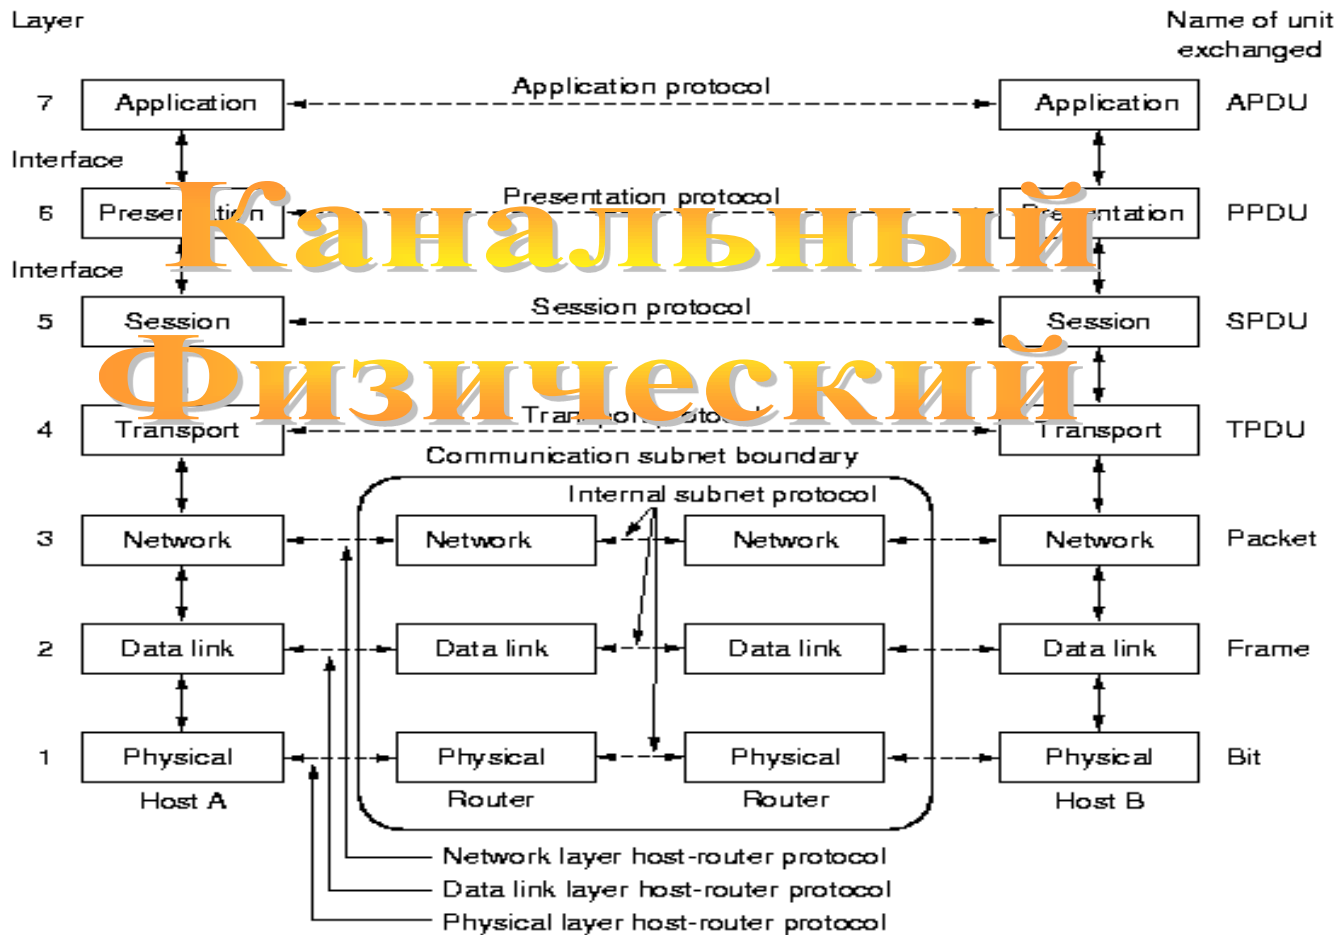 Layer
Name of unit
exchanged
7
Application
Application protocol
Application
APDU
Interface
Канальный
6
Presentation
Presentation protocol
Presentation
PPDU
Interface
5
Session
Session protocol
Session
SPDU
Физический
4
Transport
Transport protocol
Transport
TPDU
Communication subnet boundary
Internal subnet protocol
3
Network
Network
Network
Network
Packet
2
Data link
Data link
Data link
Data link
Frame
1
Physical
Physical
Physical
Physical
Bit
Host A
Router
Router
Host B
Network layer host-router protocol
Data link layer host-router protocol
Physical layer host-router protocol